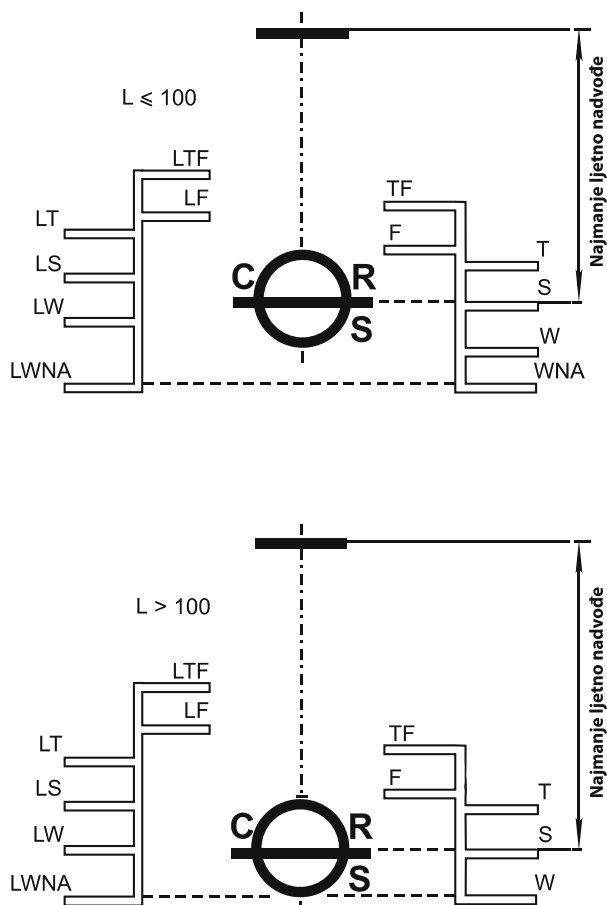 L ⩽ 100
LTF
LF
LT
LS
LW
LWNA
C R
S
TF
F
T
S
W
WNA
Najmanje ljetno nadvođe
L > 100
LTF
LF
LT
LS
LW
LWNA
C R
S
TF
F
T
S
W
Najmanje ljetno nadvođe